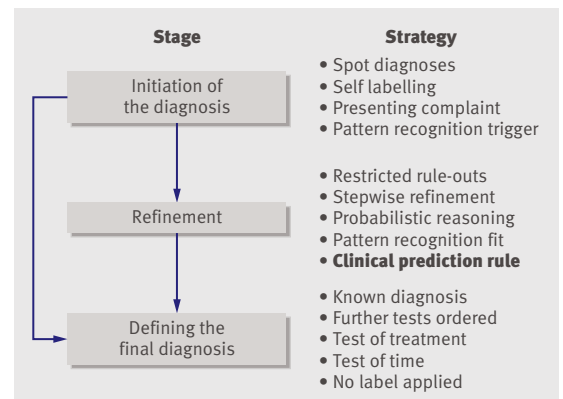 Stage
Strategy
Initiation of
the diagnosis
• Spot diagnoses
• Self labelling
• Presenting complaint
• Pattern recognition trigger
Refinement
• Restricted rule-outs
• Stepwise refinement
• Probabilistic reasoning
• Pattern recognition fit
• Clinical prediction rule
Defining the
final diagnosis
• Known diagnosis
• Further tests ordered
• Test of treatment
• Test of time
• No label applied